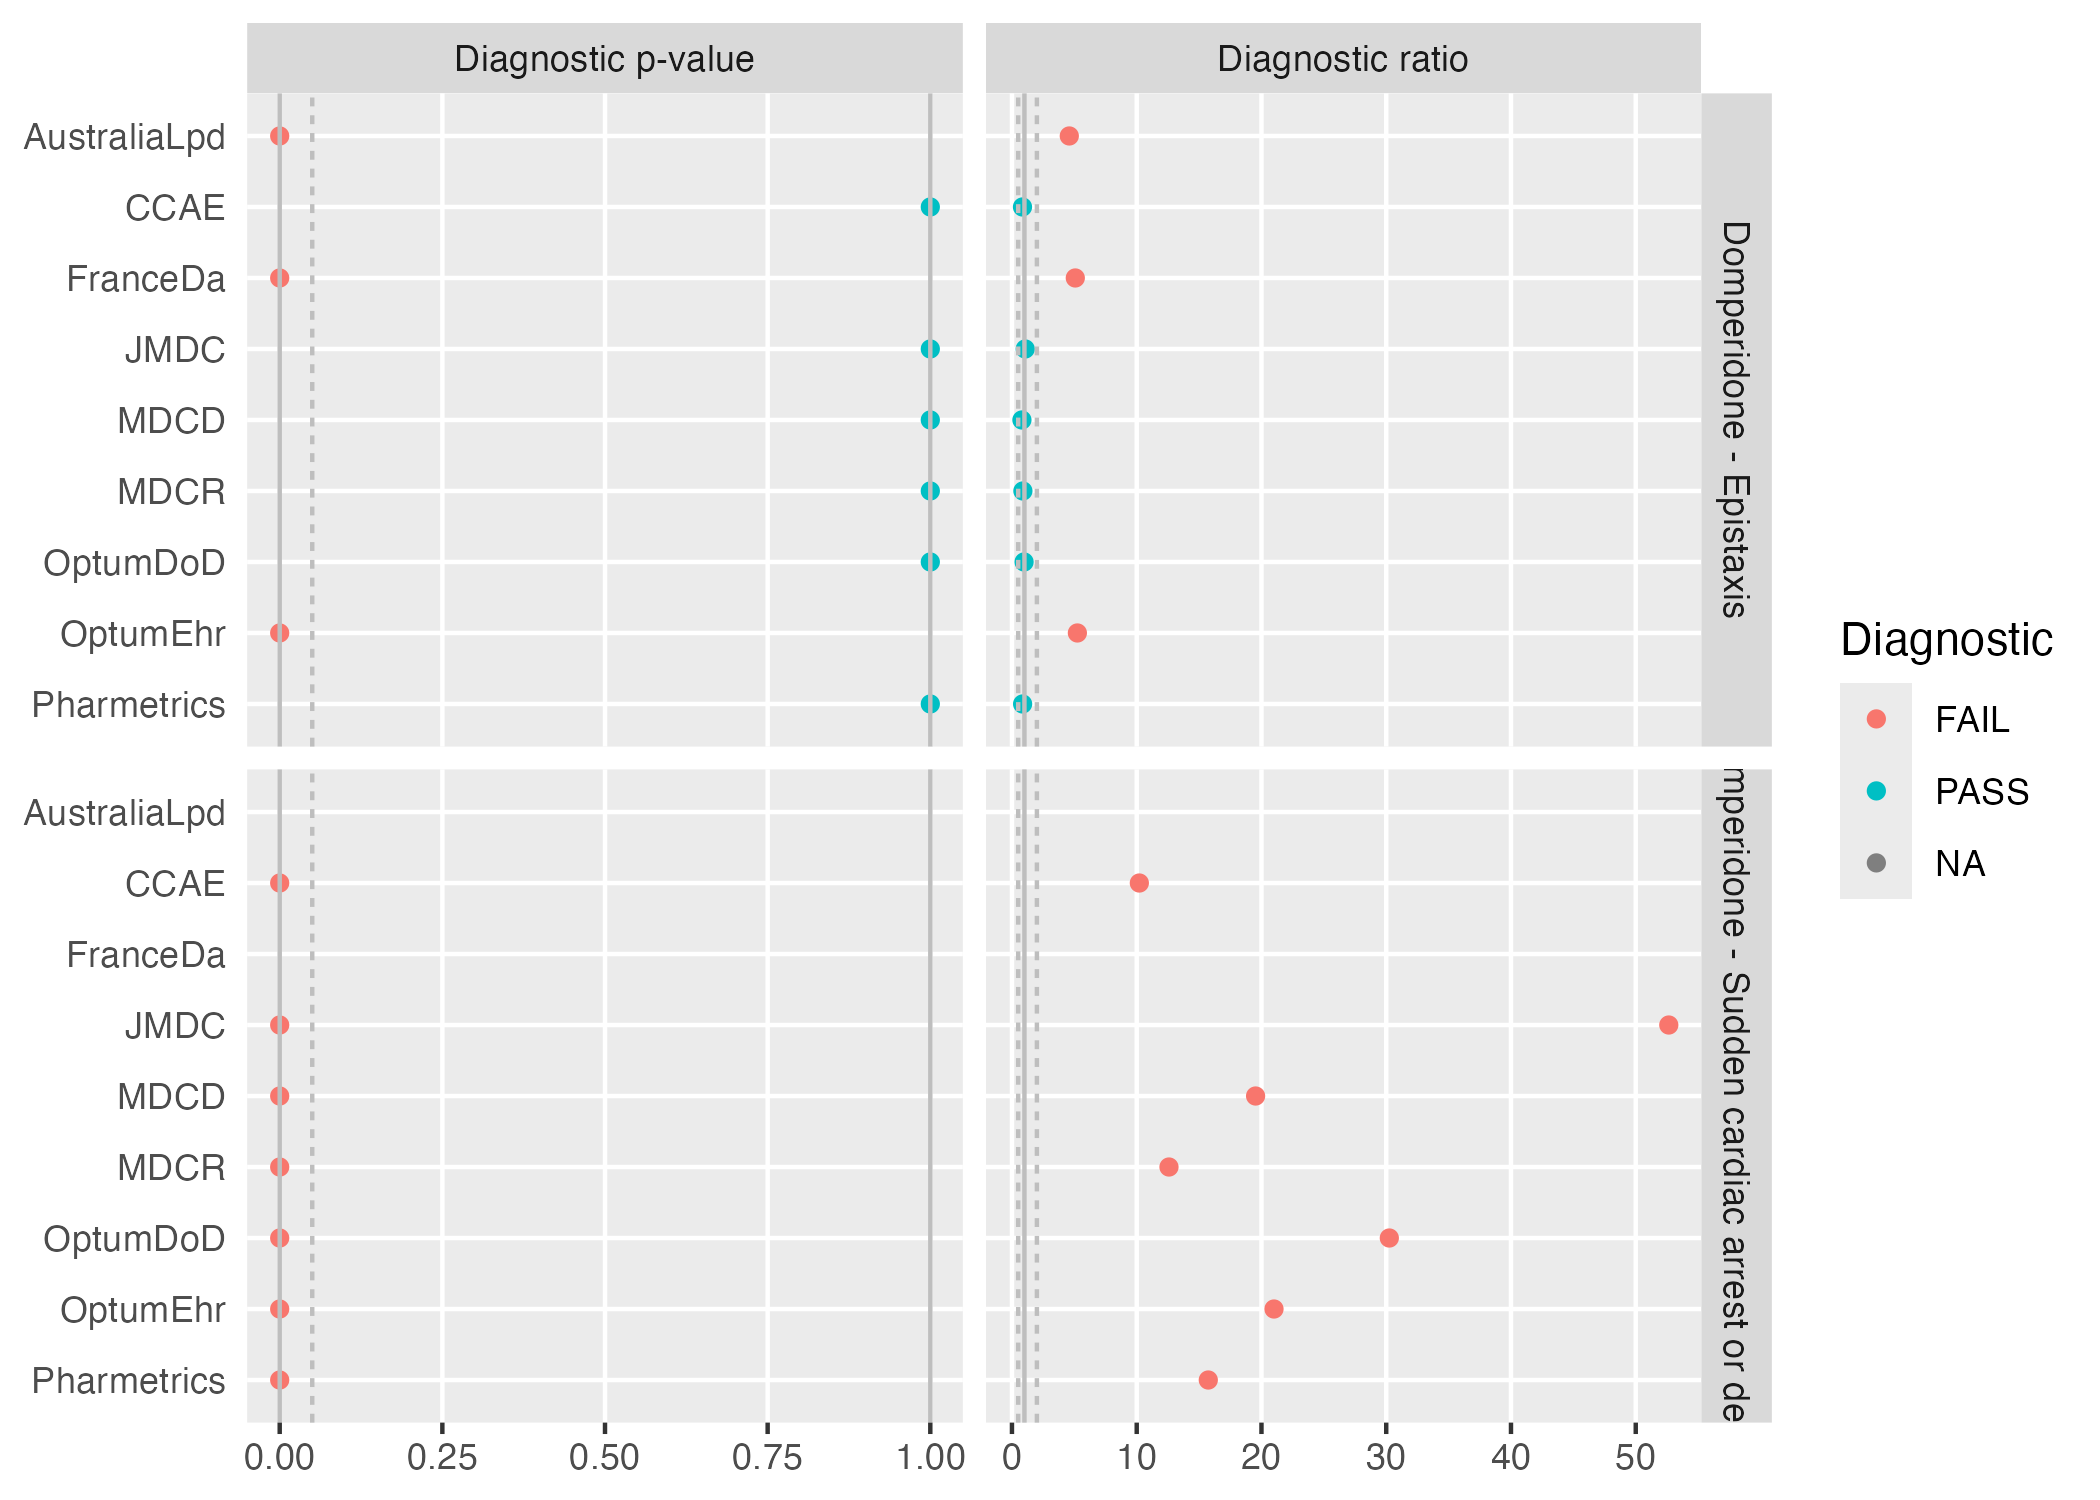 Diagnostic p-value
Diagnostic ratio
AustraliaLpd
CCAE
FranceDa
JMDC
MDCD
MDCR
OptumDoD
OptumEhr
Pharmetrics
Domperidone - Epistaxis
AustraliaLpd
CCAE
FranceDa
JMDC
MDCD
MDCR
OptumDoD
OptumEhr
Pharmetrics
mperidone - Sudden cardiac arrest or de
0.00 0.25 0.50 0.75 1.00
0 10 20 30 40 50
Diagnostic
FAIL
PASS
NA